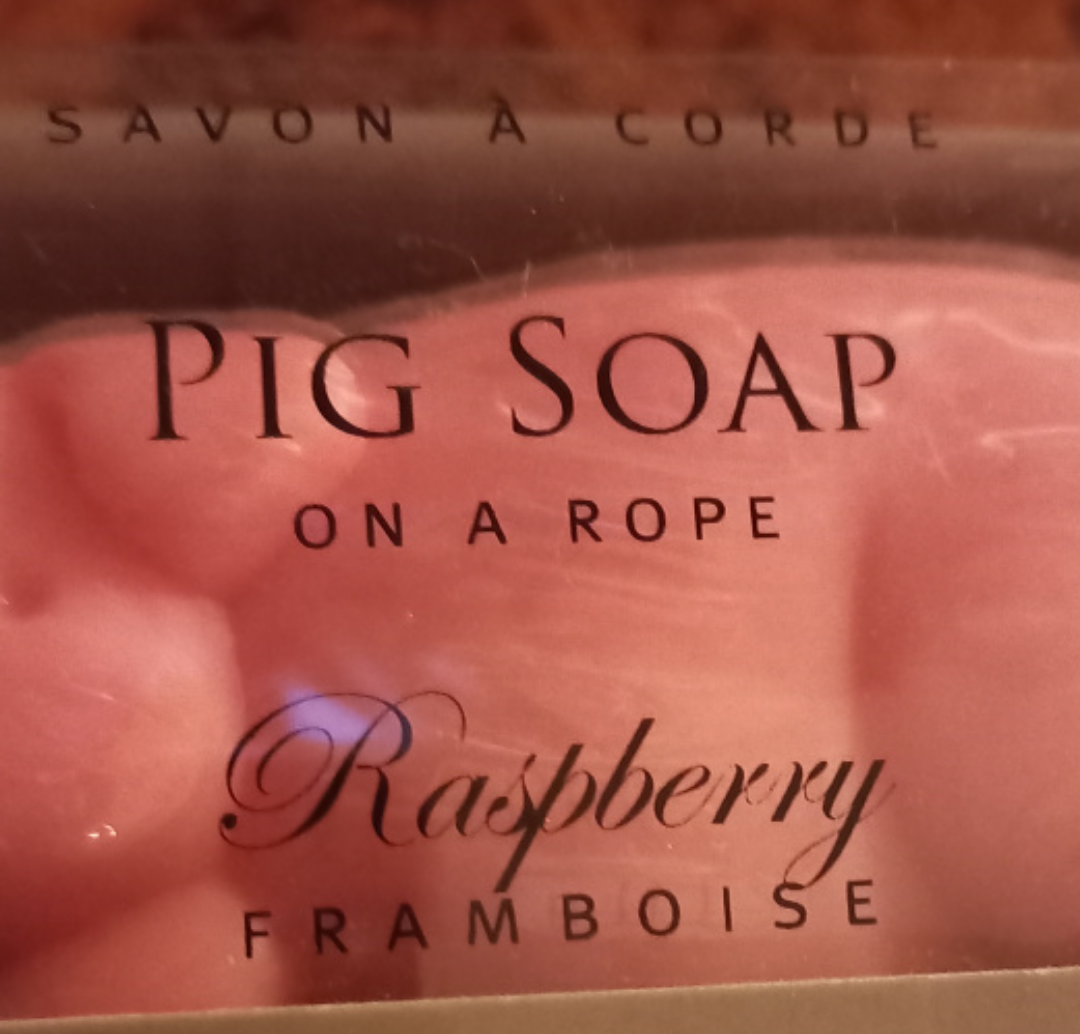 SAVON À CORDE
PIG SOAP
ON A ROPE
Raspberry
FRAMBOISE